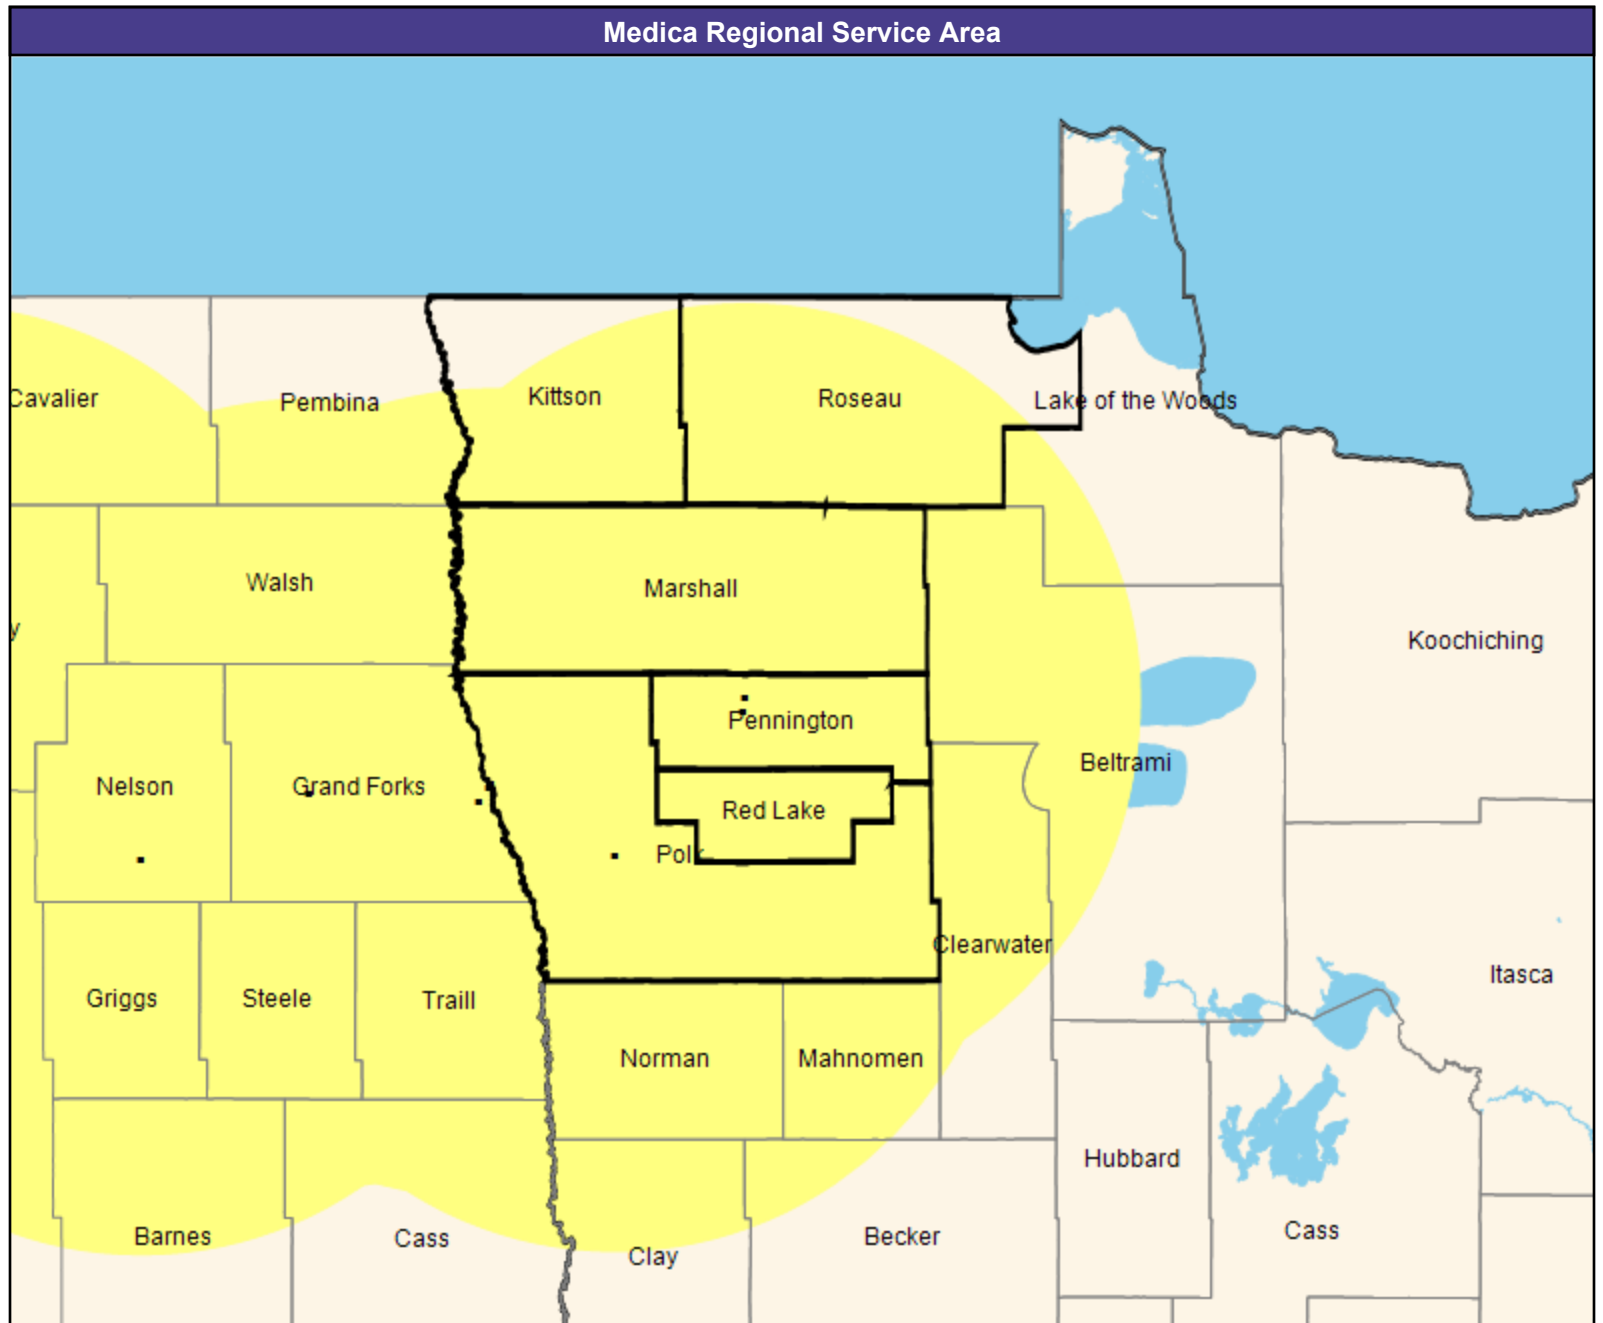 Medica Regional Service Area
Cavalier
Pembina
Kittson
Roseau
Lake of the Woods
Walsh
Marshall
y
Koochiching
Pennington
Nelson
Grand Forks
Beltrami
Red Lake
Polk
Clearwater
Griggs
Steele
Traill
Itasca
Norman
Mahnomen
Hubbard
Barnes
Cass
Clay
Becker
Cass